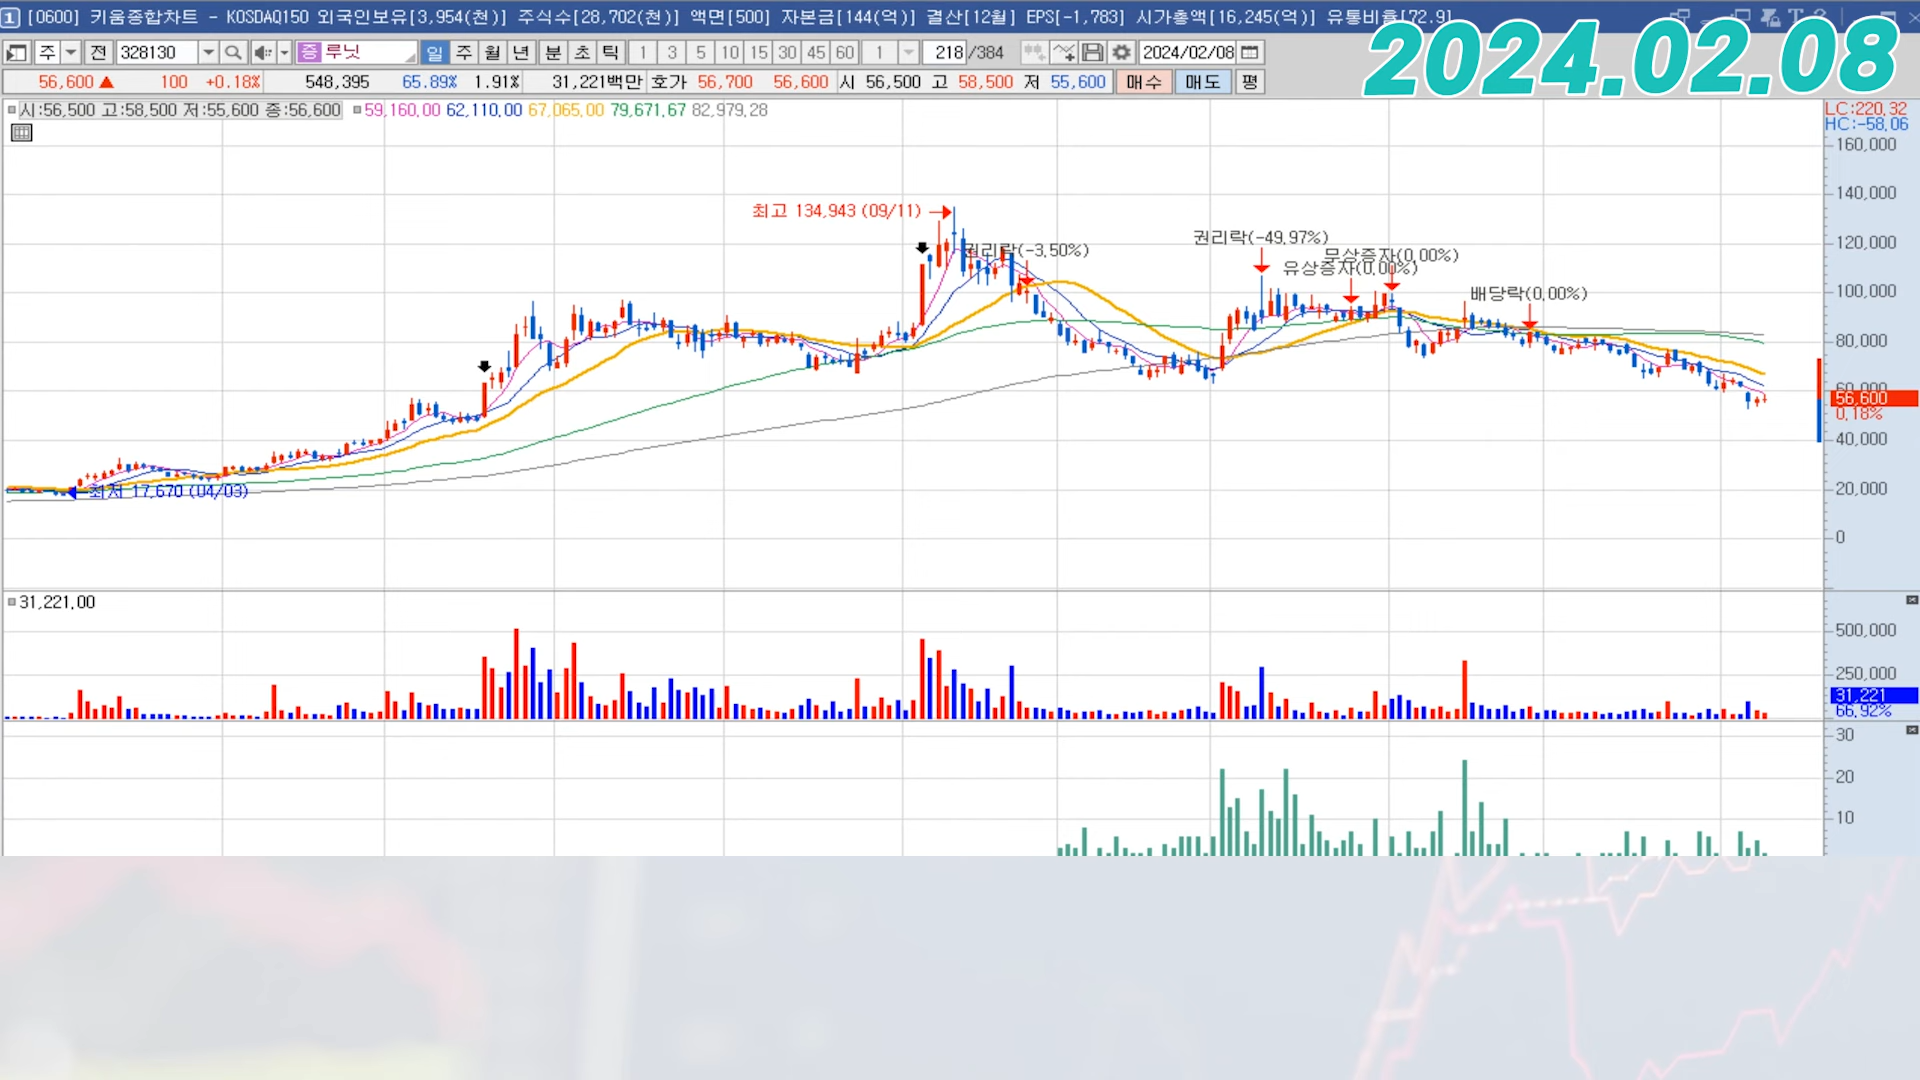 1 [0600] 키움종합차트 - KOSDAQ150 외국인보유[3,954(천)] 주식수[28,702(천)] 액면[500] 자본금[144(억)] 결산[12월] EPS[-1,783] 시가총액[16,245(억)] 유통비율[72.9]
2024.02.08
주 전 328130 증 루닛 일 주 월 년 분 초 틱 1 3 5 10 15 30 45 60 1 218 /384 2024/02/08
56,600 ▲ 100 +0.18% 548,395 65.89% 1.91% 31,221백만 호가 56,700 56,600 시 56,500 고 58,500 저 55,600 매수 매도 평
시:56,500 고:58,500 저:55,600 종:56,600 59,160.00 62,110.00 67,065.00 79,671.67 82,979.28
LC:220.32
HC:-58.06
160,000
140,000
최고 134,943 (09/11)
권리락(-3.50%)
권리락(-49.97%)
무상증자(0.00%)
유상증자(0.00%)
배당락(0.00%)
120,000
100,000
80,000
60,000
56,600
0.18%
40,000
최저 17,670 (04/03)
20,000
0
31,221.00
500,000
250,000
31,221
66.92%
30
20
10